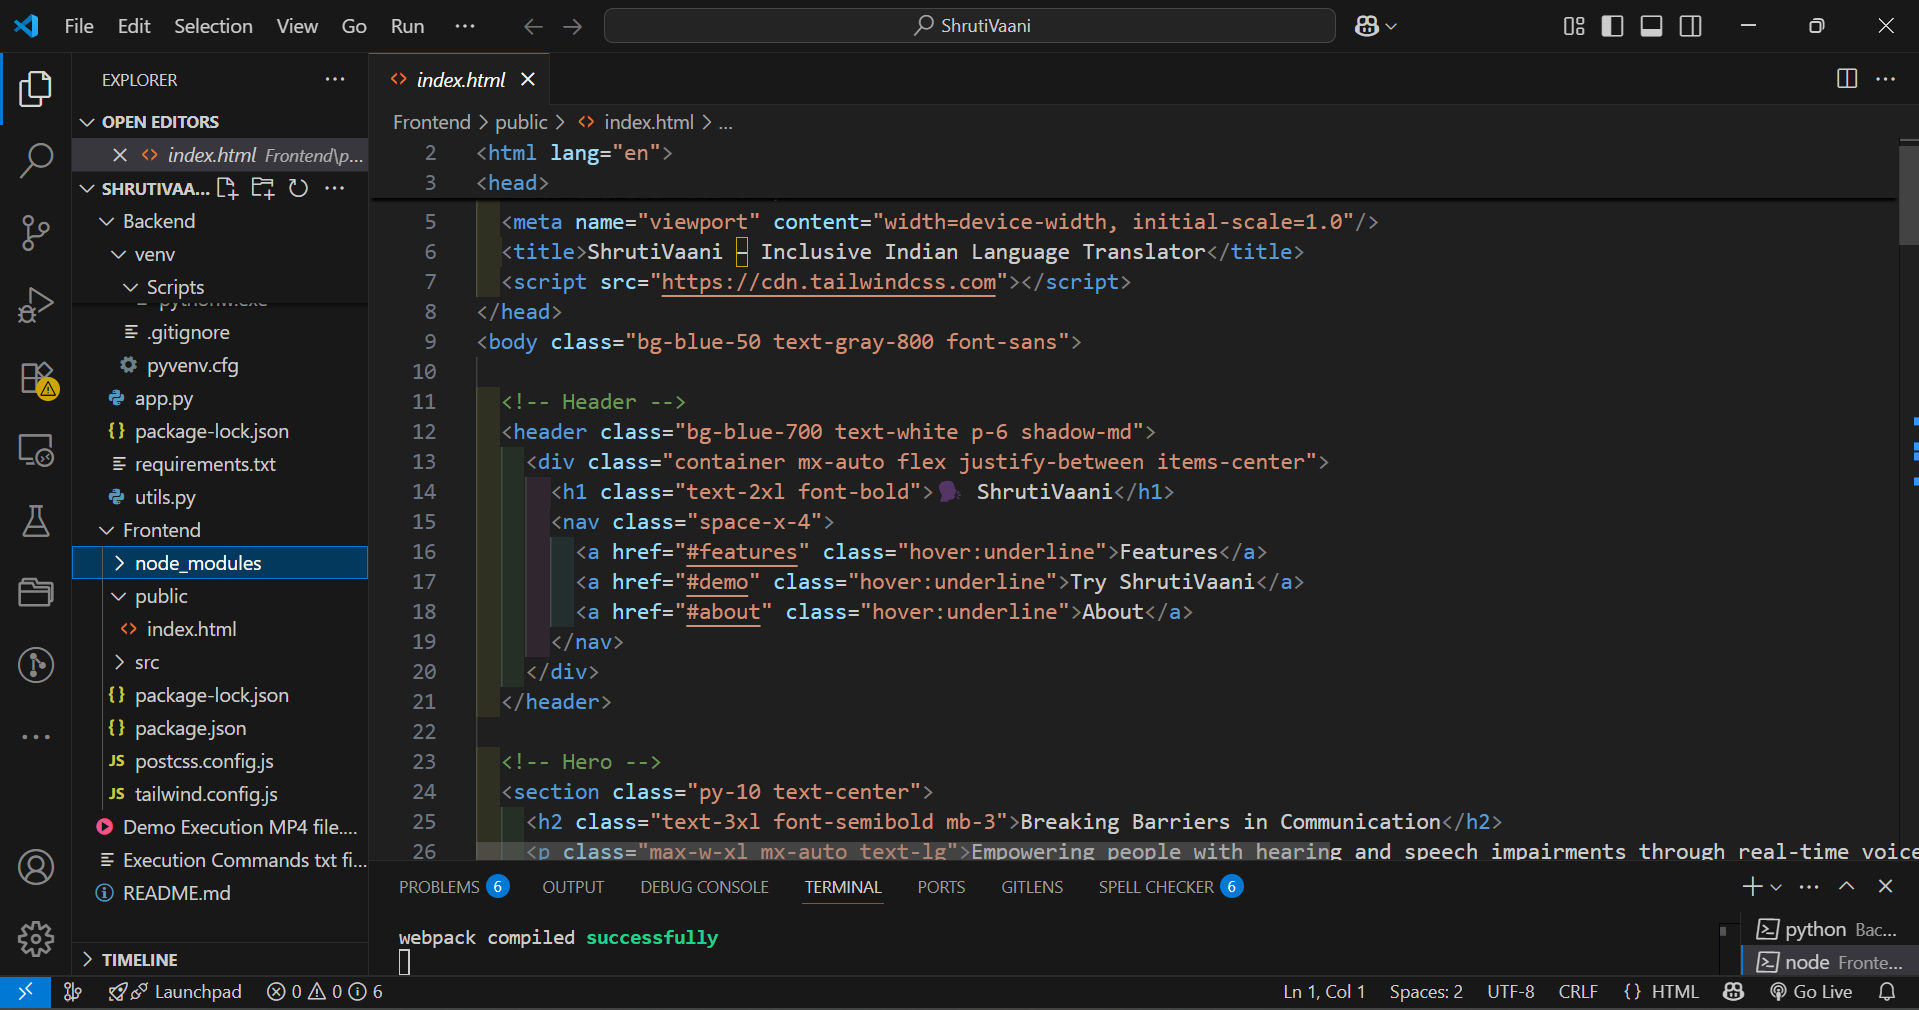 File Edit Selection View Go Run ShrutiVaani
EXPLORER
OPEN EDITORS
index.html Frontend\p...
SHRUTIVAA...
Backend
venv
Scripts
pythonw.exe
.gitignore
pyvenv.cfg
app.py
package-lock.json
requirements.txt
utils.py
Frontend
node_modules
public
index.html
src
package-lock.json
package.json
postcss.config.js
tailwind.config.js
Demo Execution MP4 file....
Execution Commands txt fi...
README.md
TIMELINE
index.html
Frontend > public > index.html > ...
2 <html lang="en">
3 <head>
5 <meta name="viewport" content="width=device-width, initial-scale=1.0"/>
6 <title>ShrutiVaani – Inclusive Indian Language Translator</title>
7 <script src="https://cdn.tailwindcss.com"></script>
8 </head>
9 <body class="bg-blue-50 text-gray-800 font-sans">
10
11 <!-- Header -->
12 <header class="bg-blue-700 text-white p-6 shadow-md">
13 <div class="container mx-auto flex justify-between items-center">
14 <h1 class="text-2xl font-bold">🗣 ShrutiVaani</h1>
15 <nav class="space-x-4">
16 <a href="#features" class="hover:underline">Features</a>
17 <a href="#demo" class="hover:underline">Try ShrutiVaani</a>
18 <a href="#about" class="hover:underline">About</a>
19 </nav>
20 </div>
21 </header>
22
23 <!-- Hero -->
24 <section class="py-10 text-center">
25 <h2 class="text-3xl font-semibold mb-3">Breaking Barriers in Communication</h2>
26 <p class="max-w-xl mx-auto text-lg">Empowering people with hearing and speech impairments through real-time voice
PROBLEMS 6 OUTPUT DEBUG CONSOLE TERMINAL PORTS GITLENS SPELL CHECKER 6
webpack compiled successfully
python Bac...
node Fronte...
Launchpad 0 0 6 Ln 1, Col 1 Spaces: 2 UTF-8 CRLF {} HTML Go Live